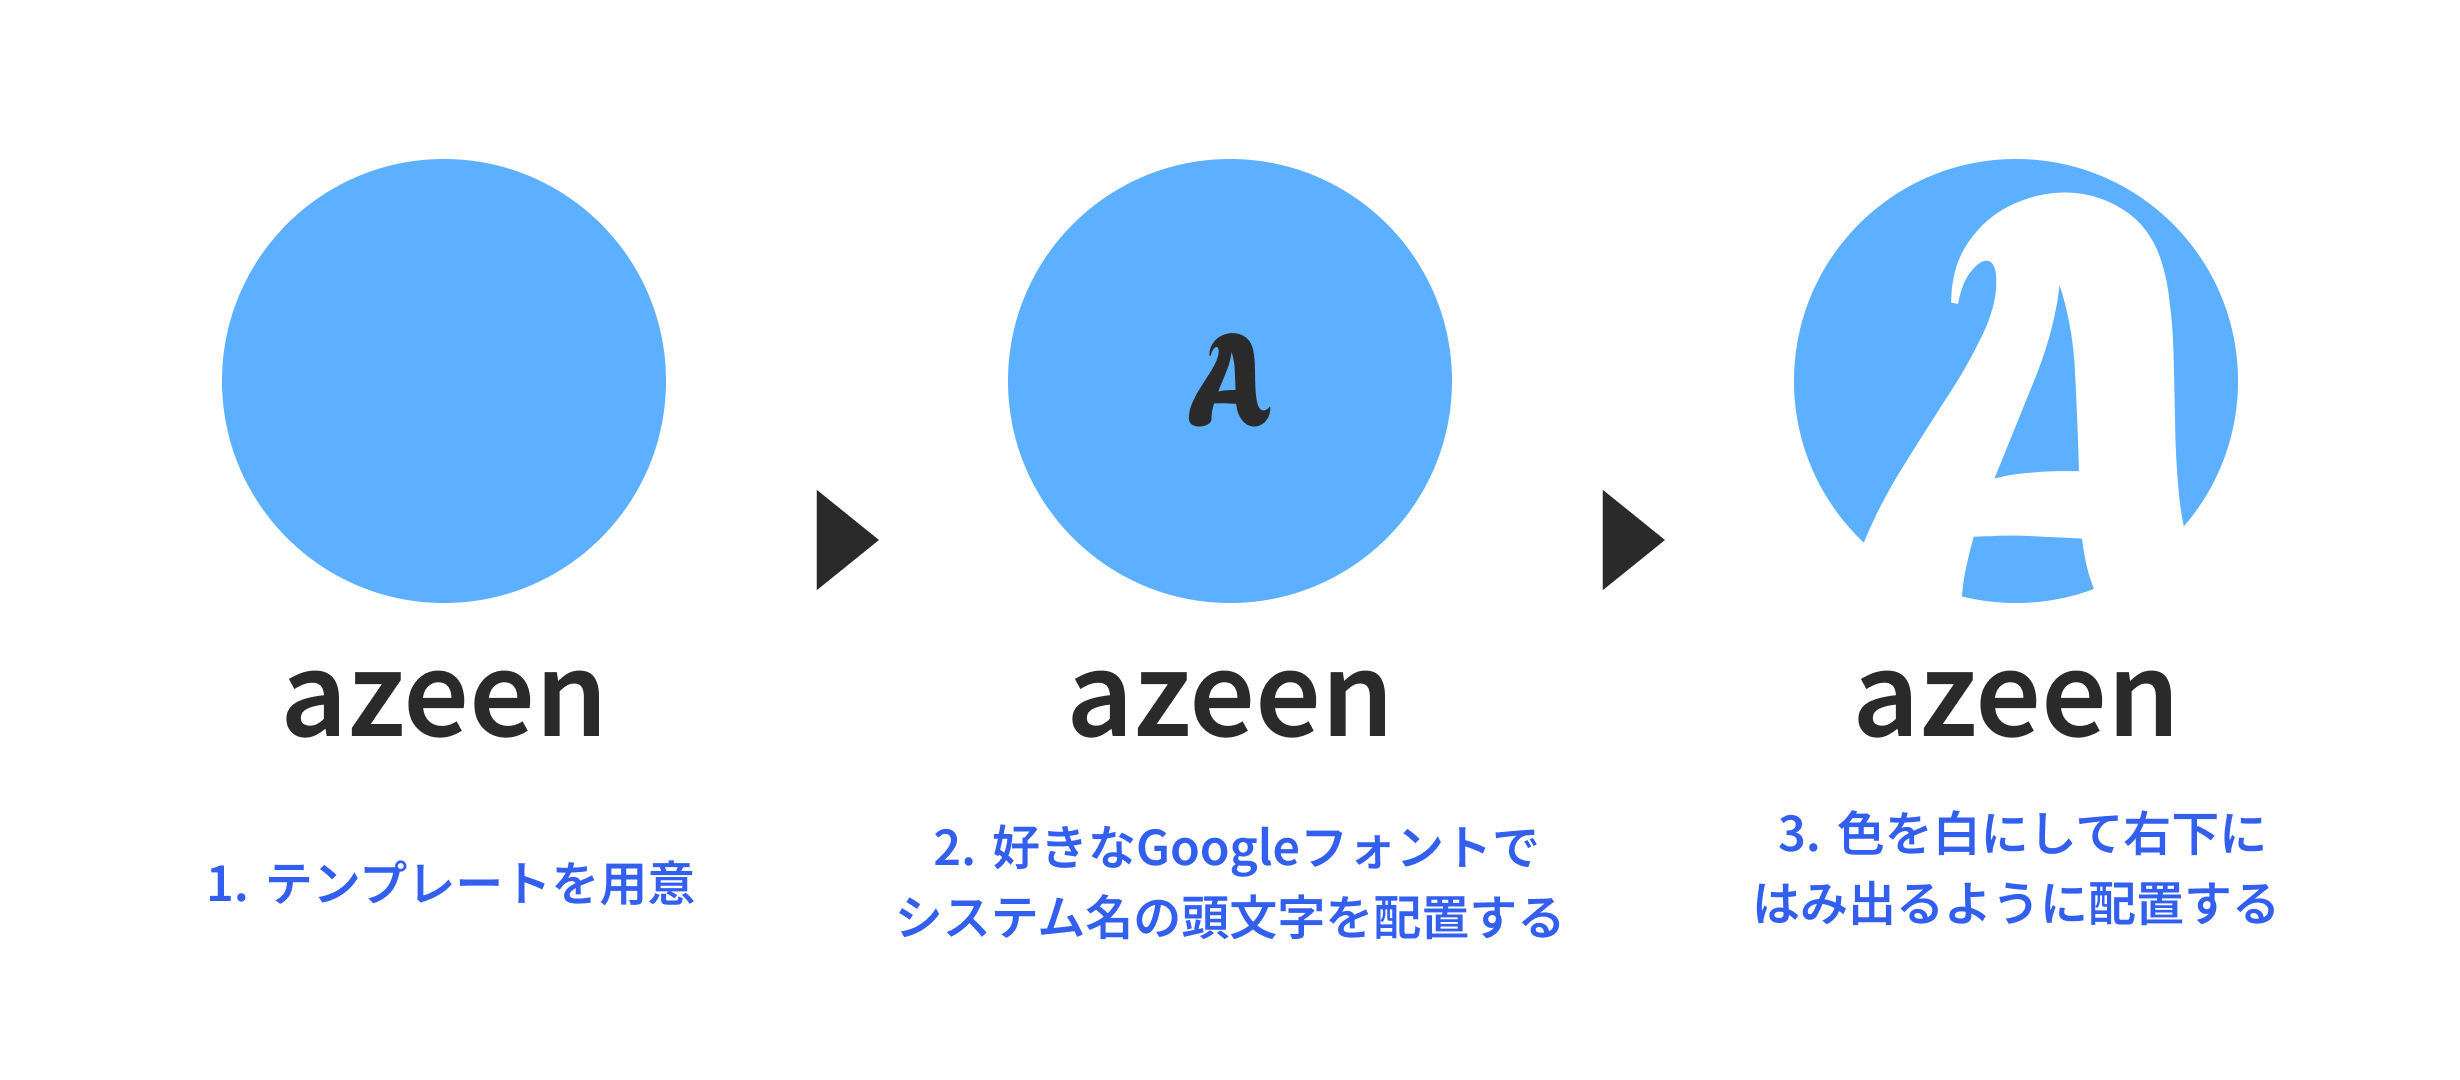 azeen
1. テンプレートを用意
A
azeen
2. 好きなGoogleフォントで
システム名の頭文字を配置する
A
azeen
3. 色を白にして右下に
はみ出るように配置する